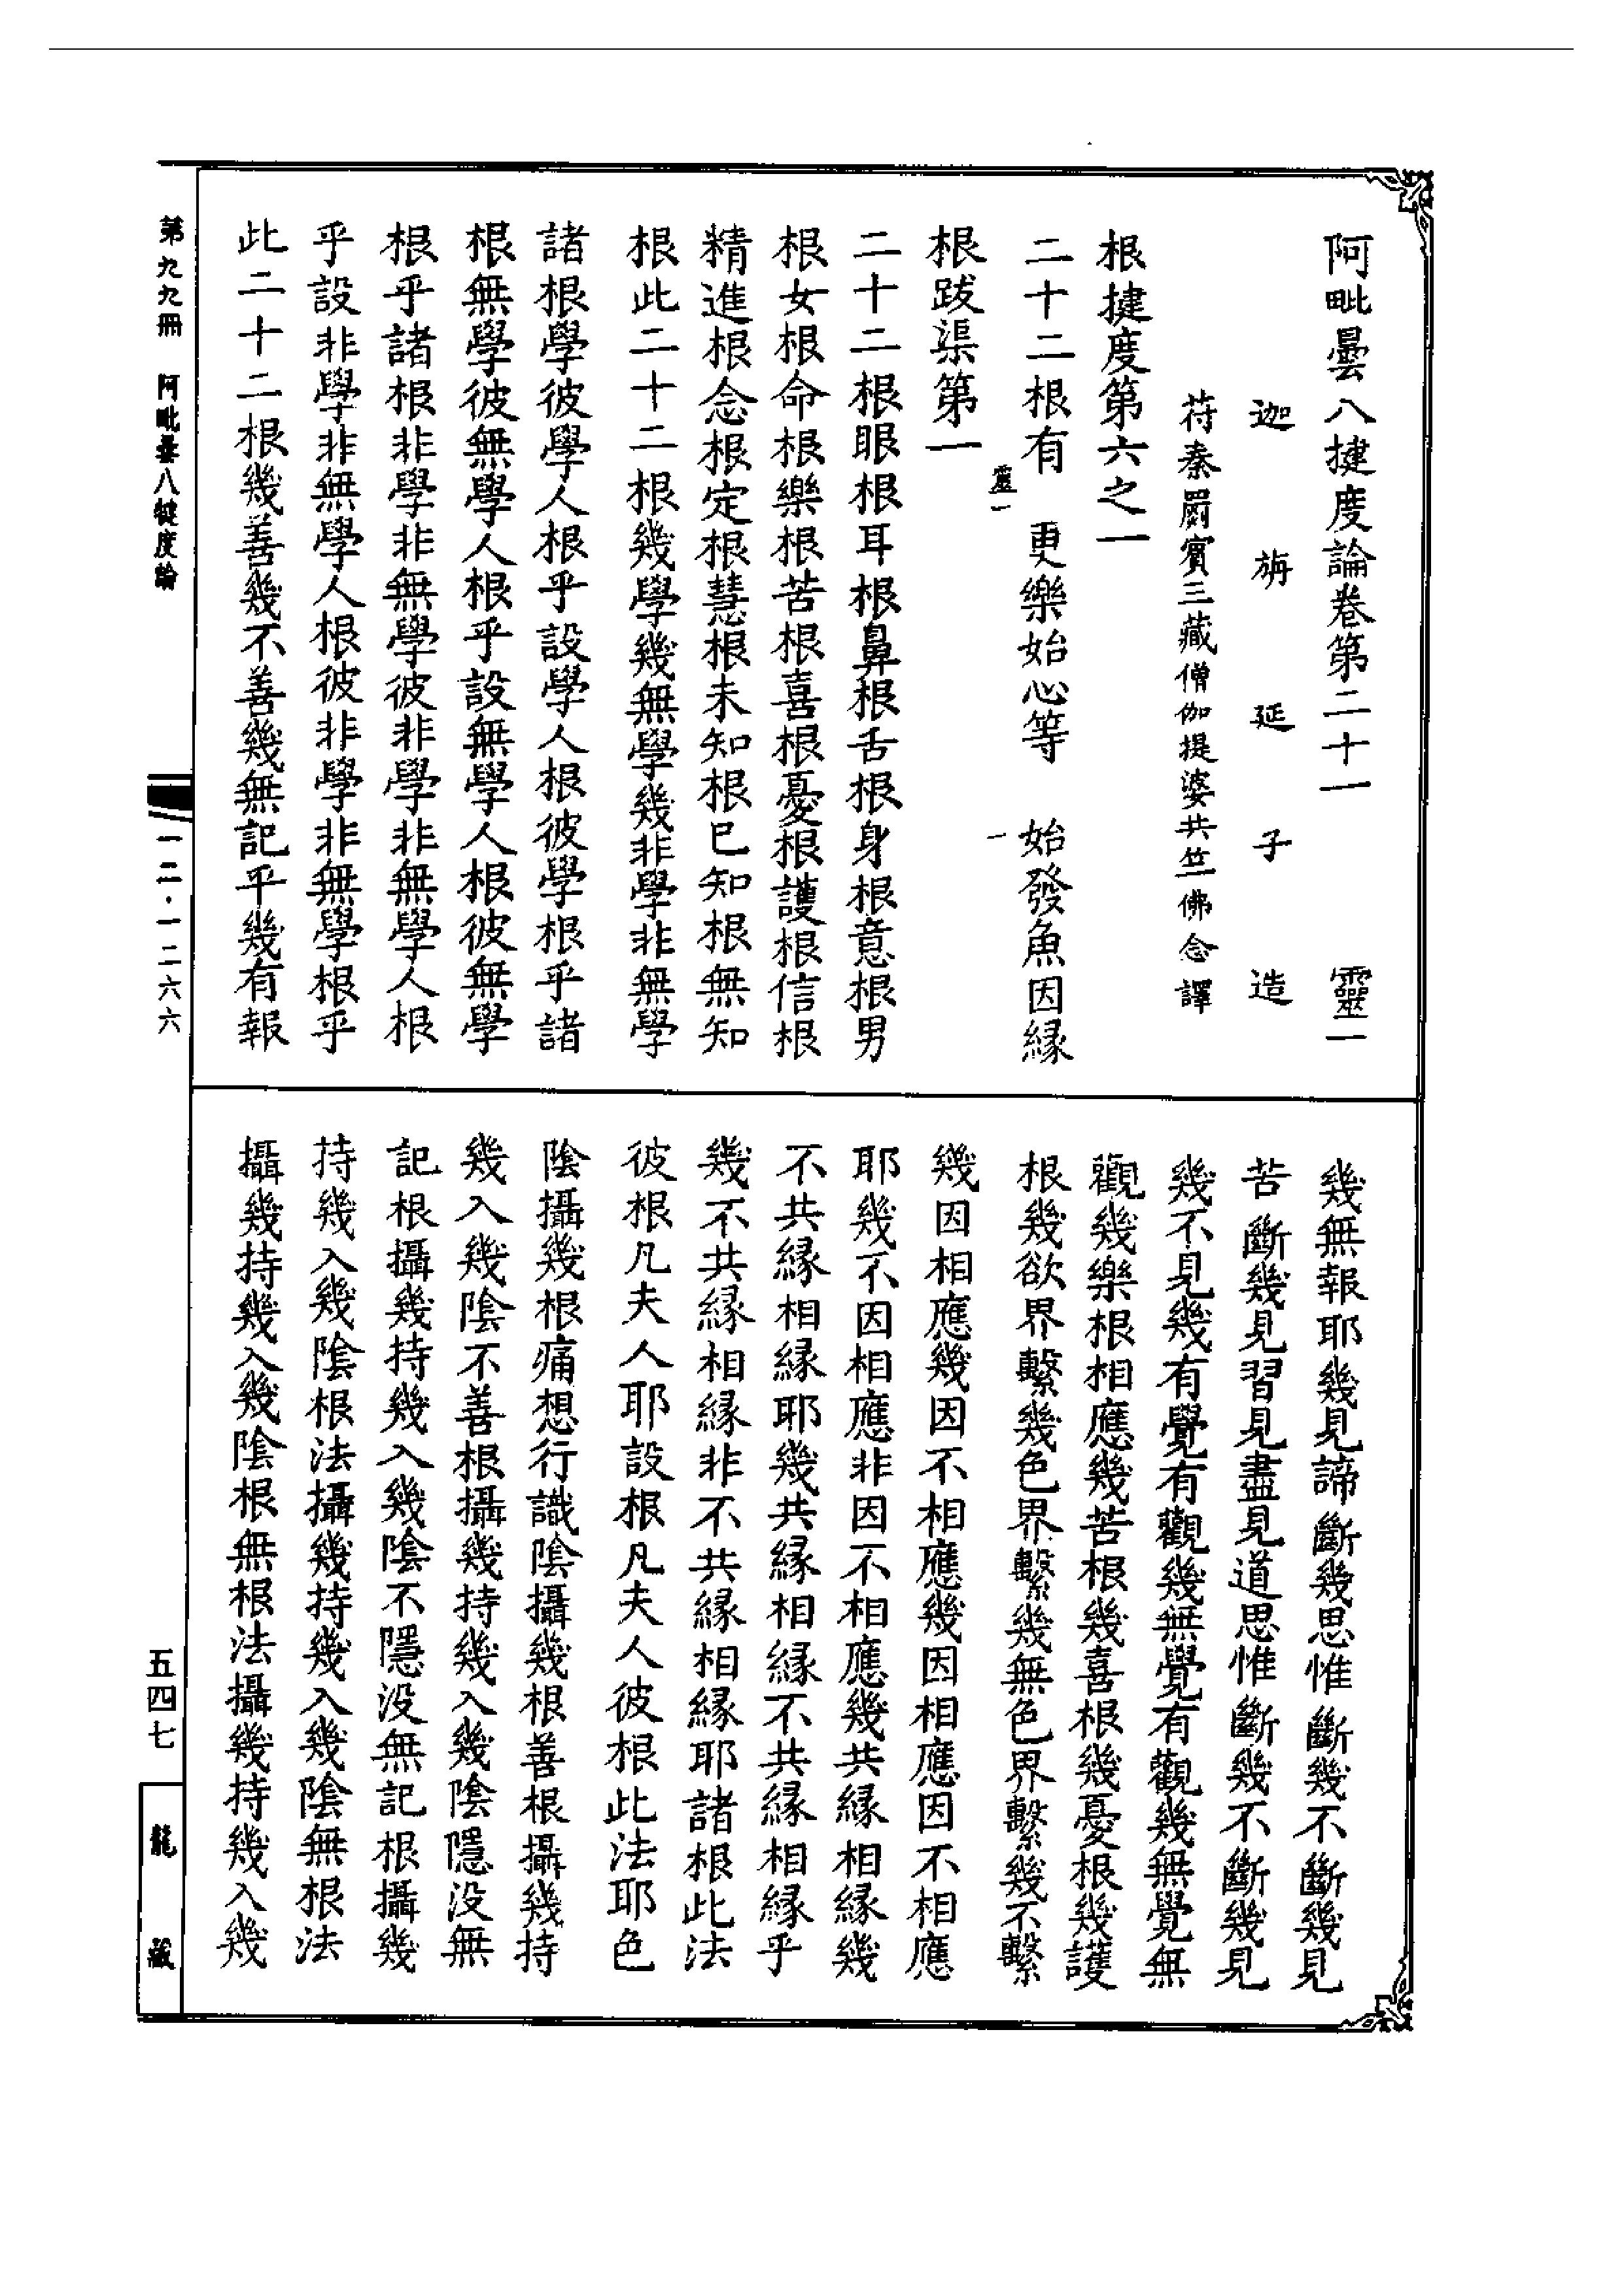 阿毗曇八揵度論卷第二十一　靈一
迦旃延子造
苻秦罽賓三藏僧伽提婆共竺佛念譯
根揵度第六之一
二十二根有　更樂始心等　始發魚因緣
靈一　一
根跋渠第一
二十二根眼根耳根鼻根舌根身根意根男
根女根命根樂根苦根喜根憂根護根信根
精進根念根定根慧根未知根已知根無知
根此二十二根幾學幾無學幾非學非無學
諸根學彼學人根乎設學人根彼學根乎諸
根無學彼無學人根乎設無學人根彼無學
根乎諸根非學非無學彼非學非無學人根
乎設非學非無學人根彼非學非無學根乎
此二十二根幾善幾不善幾無記乎幾有報
幾無報耶幾見諦斷幾思惟斷幾不斷幾見
苦斷幾見習見盡見道思惟斷幾不斷幾見
幾不見幾有覺有觀幾無覺有觀幾無覺無
觀幾樂根相應幾苦根幾喜根幾憂根幾護
根幾欲界繫幾色界繫幾無色界繫幾不繫
幾因相應幾因不相應幾因相應因不相應
耶幾不因相應非因不相應幾共緣相緣幾
不共緣相緣耶幾共緣相緣不共緣相緣乎
幾不共緣相緣非不共緣相緣耶諸根此法
彼根凡夫人耶設根凡夫人彼根此法耶色
陰攝幾根痛想行識陰攝幾根善根攝幾持
幾入幾陰不善根攝幾持幾入幾陰隱沒無
記根攝幾持幾入幾陰不隱沒無記根攝幾
持幾入幾陰根法攝幾持幾入幾陰無根法
攝幾持幾入幾陰根無根法攝幾持幾入幾
第九九冊　阿毗曇八犍度論
一二·一二六六
五四七
龍藏